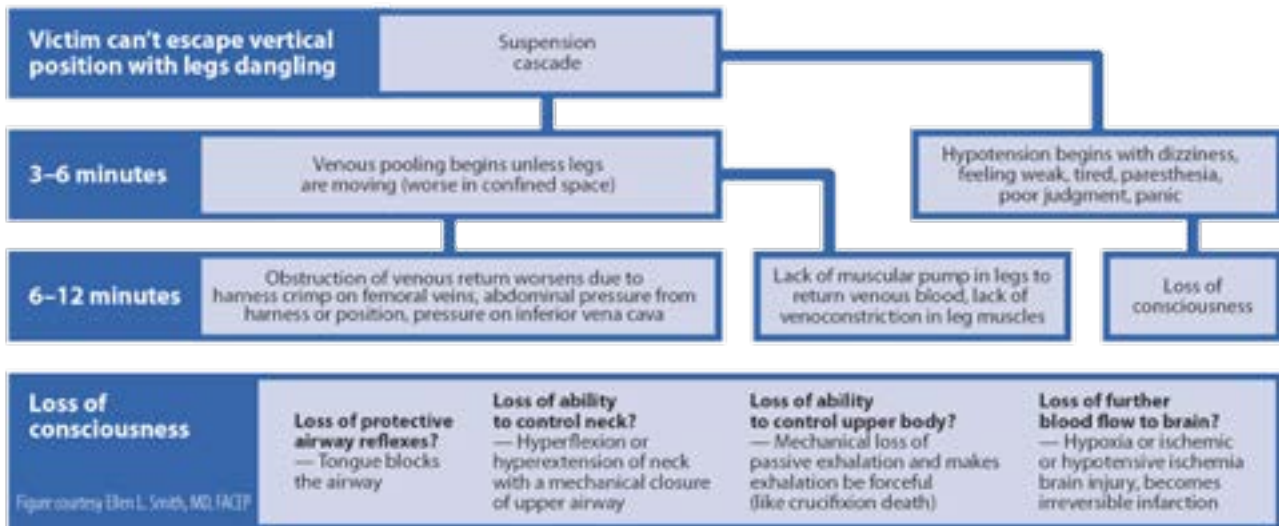 Victim can't escape vertical
position with legs dangling
Suspension
cascade
3–6 minutes
Venous pooling begins unless legs
are moving (worse in confined space)
Hypotension begins with dizziness,
feeling weak, tired, paresthesia,
poor judgment, panic
6–12 minutes
Obstruction of venous return worsens due to
harness crimp on femoral veins, abdominal pressure from
harness or position, pressure on inferior vena cava
Lack of muscular pump in legs to
return venous blood, lack of
venoconstriction in leg muscles
Loss of
consciousness
Loss of
consciousness
Figure courtesy Ellen L. Smith, MD, FACEP
Loss of protective
airway reflexes?
— Tongue blocks
the airway
Loss of ability
to control neck?
— Hyperflexion or
hyperextension of neck
with a mechanical closure
of upper airway
Loss of ability
to control upper body?
— Mechanical loss of
passive exhalation and makes
exhalation be forceful
(like crucifixion death)
Loss of further
blood flow to brain?
— Hypoxia or ischemic
or hypotensive ischemia
brain injury, becomes
irreversible infarction